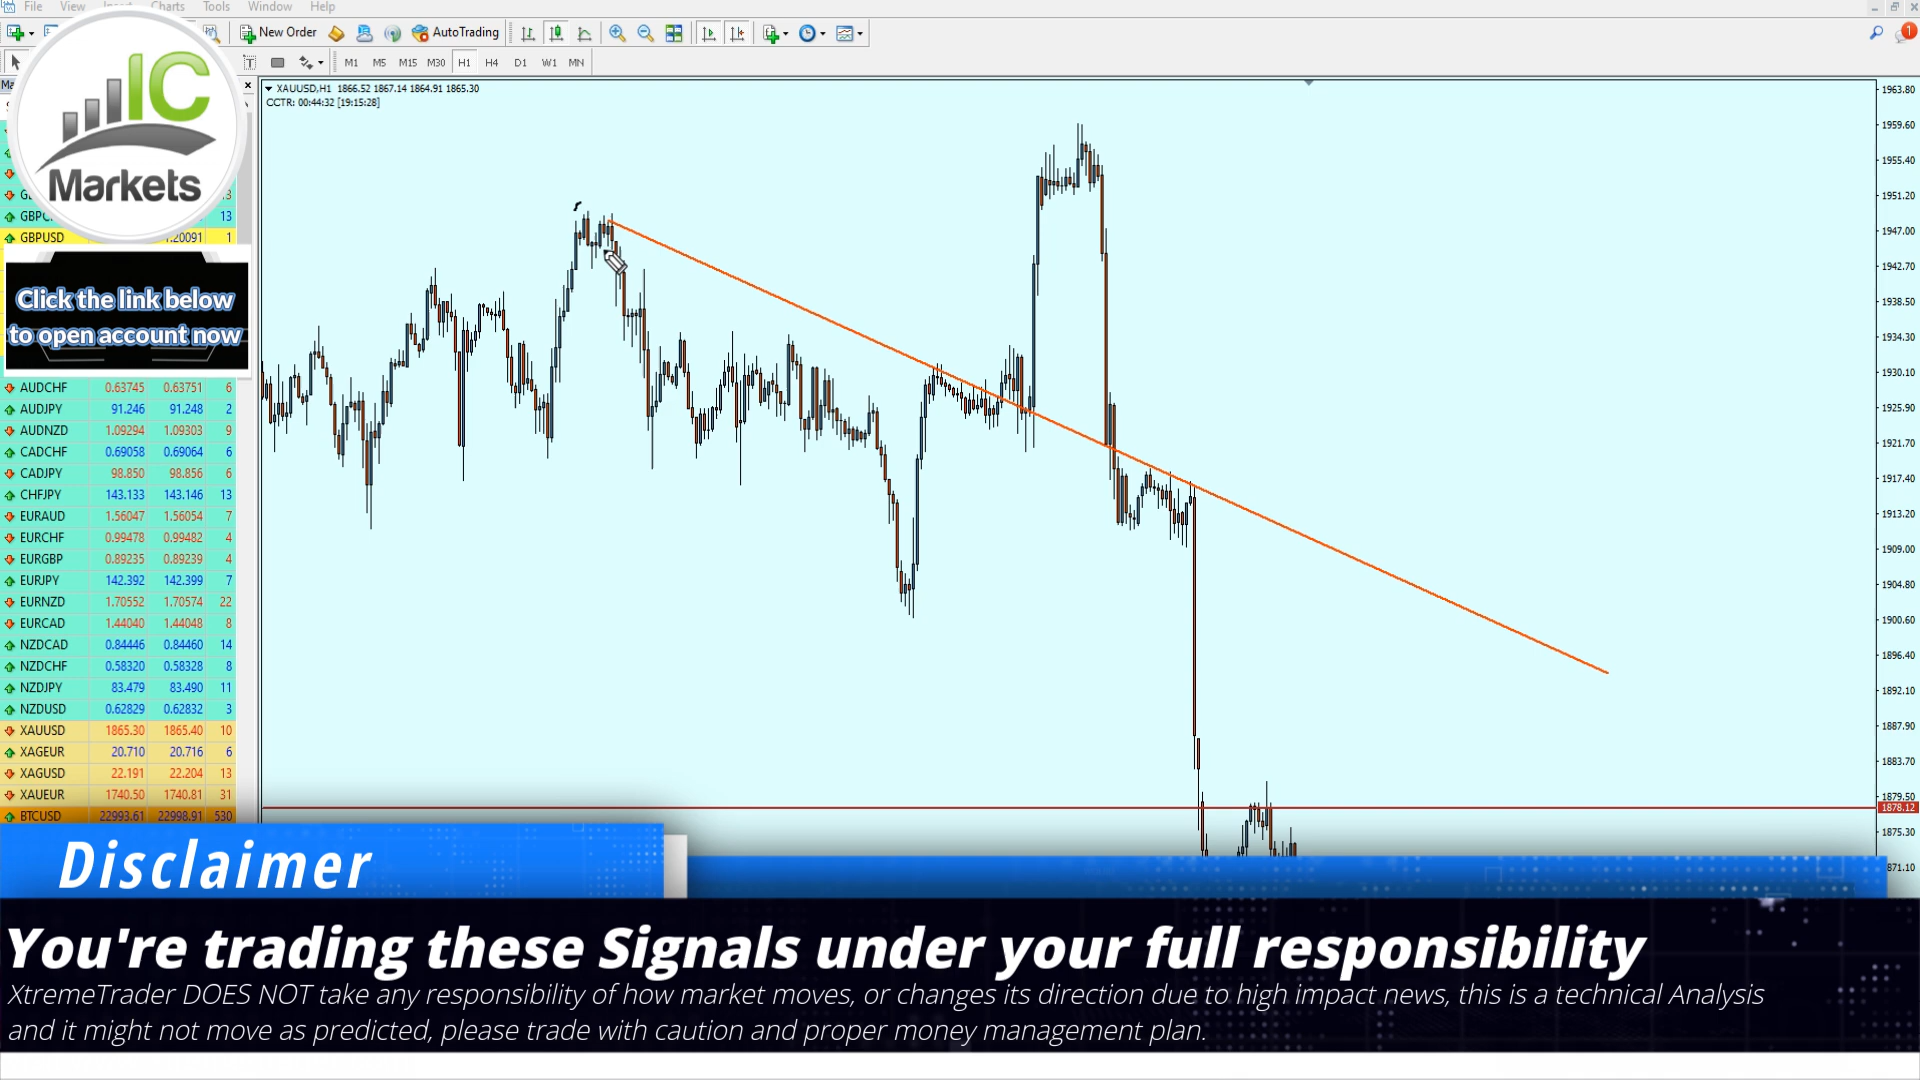 File View Charts Tools Window Help
New Order AutoTrading 1
M1 M5 M15 M30 H1 H4 D1 W1 MN
IC
Markets
XAUUSD,H1 1866.52 1867.14 1864.91 1865.30
CCTR: 00:44:32 [19:15:28]
GBPUSD 1
Click the link below
to open account now
AUDCHF 0.63745 0.63751 6
AUDJPY 91.246 91.248 2
AUDNZD 1.09294 1.09303 9
CADCHF 0.69058 0.69064 6
CADJPY 98.850 98.856 6
CHFJPY 143.133 143.146 13
EURAUD 1.56047 1.56054 7
EURCHF 0.99478 0.99482 4
EURGBP 0.89235 0.89239 4
EURJPY 142.392 142.399 7
EURNZD 1.70552 1.70574 22
EURCAD 1.44040 1.44048 8
NZDCAD 0.84446 0.84460 14
NZDCHF 0.58320 0.58328 8
NZDJPY 83.479 83.490 11
NZDUSD 0.62829 0.62832 3
XAUUSD 1865.30 1865.40 10
XAGEUR 20.710 20.716 6
XAGUSD 22.191 22.204 13
XAUEUR 1740.50 1740.81 31
BTCUSD 22993.61 22998.91 530
1963.80
1959.60
1955.40
1951.20
1947.00
1942.70
1938.50
1934.30
1930.10
1925.90
1921.70
1917.40
1913.20
1909.00
1904.80
1900.60
1896.40
1892.10
1887.90
1883.70
1879.50
1878.12
1875.30
Disclaimer
You're trading these Signals under your full responsibility
XtremeTrader DOES NOT take any responsibility of how market moves, or changes its direction due to high impact news, this is a technical Analysis
and it might not move as predicted, please trade with caution and proper money management plan.